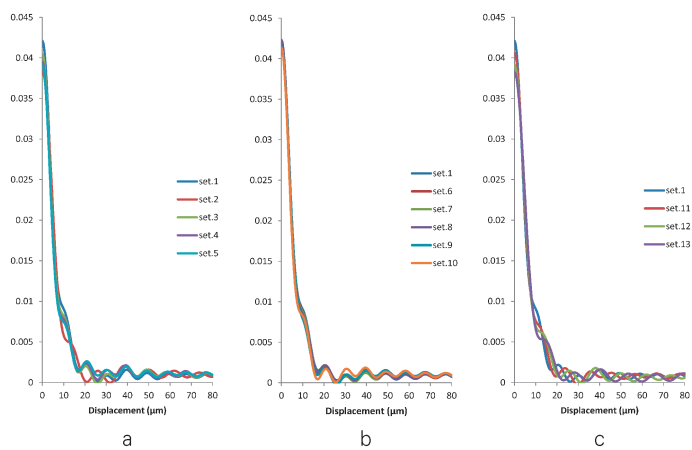 0.045
0.04
0.035
0.03
0.025
0.02
0.015
0.01
0.005
0
0 10 20 30 40 50 60 70 80
Displacement (µm)
set.1
set.2
set.3
set.4
set.5
a
0.045
0.04
0.035
0.03
0.025
0.02
0.015
0.01
0.005
0
0 10 20 30 40 50 60 70 80
Displacement (µm)
set.1
set.6
set.7
set.8
set.9
set.10
b
0.045
0.04
0.035
0.03
0.025
0.02
0.015
0.01
0.005
0
0 10 20 30 40 50 60 70 80
Displacement (µm)
set.1
set.11
set.12
set.13
c